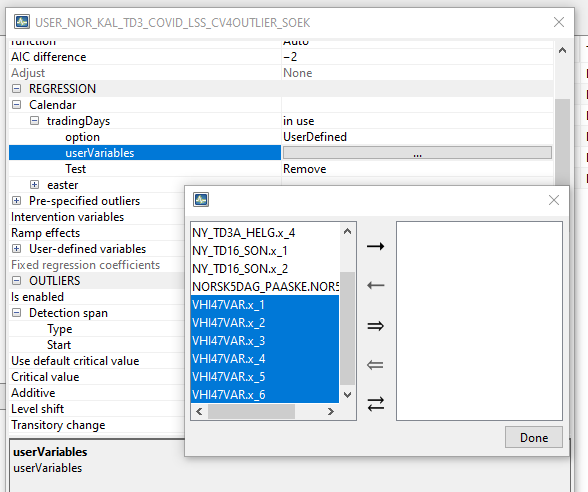 USER_NOR_KAL_TD3_COVID_LSS_CV4OUTLIER_SOEK
function Auto
AIC difference −2
Adjust None
REGRESSION
Calendar
tradingDays in use
option UserDefined
userVariables ...
Test Remove
easter
Pre-specified outliers
Intervention variables
Ramp effects
User-defined variables
Fixed regression coefficients
OUTLIERS
Is enabled
Detection span
Type
Start
Use default critical value
Critical value
Additive
Level shift
Transitory change
userVariables
userVariables
NY_TD3A_HELG.x_4
NY_TD16_SON.x_1
NY_TD16_SON.x_2
NORSK5DAG_PAASKE.NOR5
VHI47VAR.x_1
VHI47VAR.x_2
VHI47VAR.x_3
VHI47VAR.x_4
VHI47VAR.x_5
VHI47VAR.x_6
Done